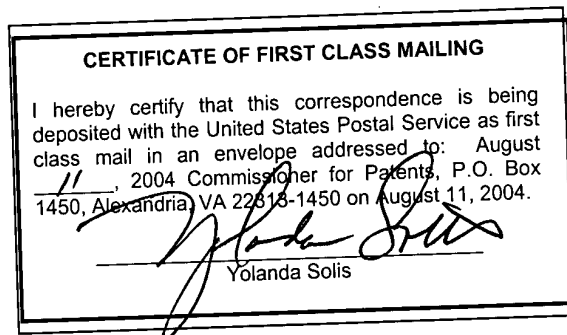 CERTIFICATE OF FIRST CLASS MAILING
I hereby certify that this correspondence is being
deposited with the United States Postal Service as first
class mail in an envelope addressed to: August
11, 2004 Commissioner for Patents, P.O. Box
1450, Alexandria, VA 22313-1450 on August 11, 2004.
Yolanda Solis
Yolanda Solis